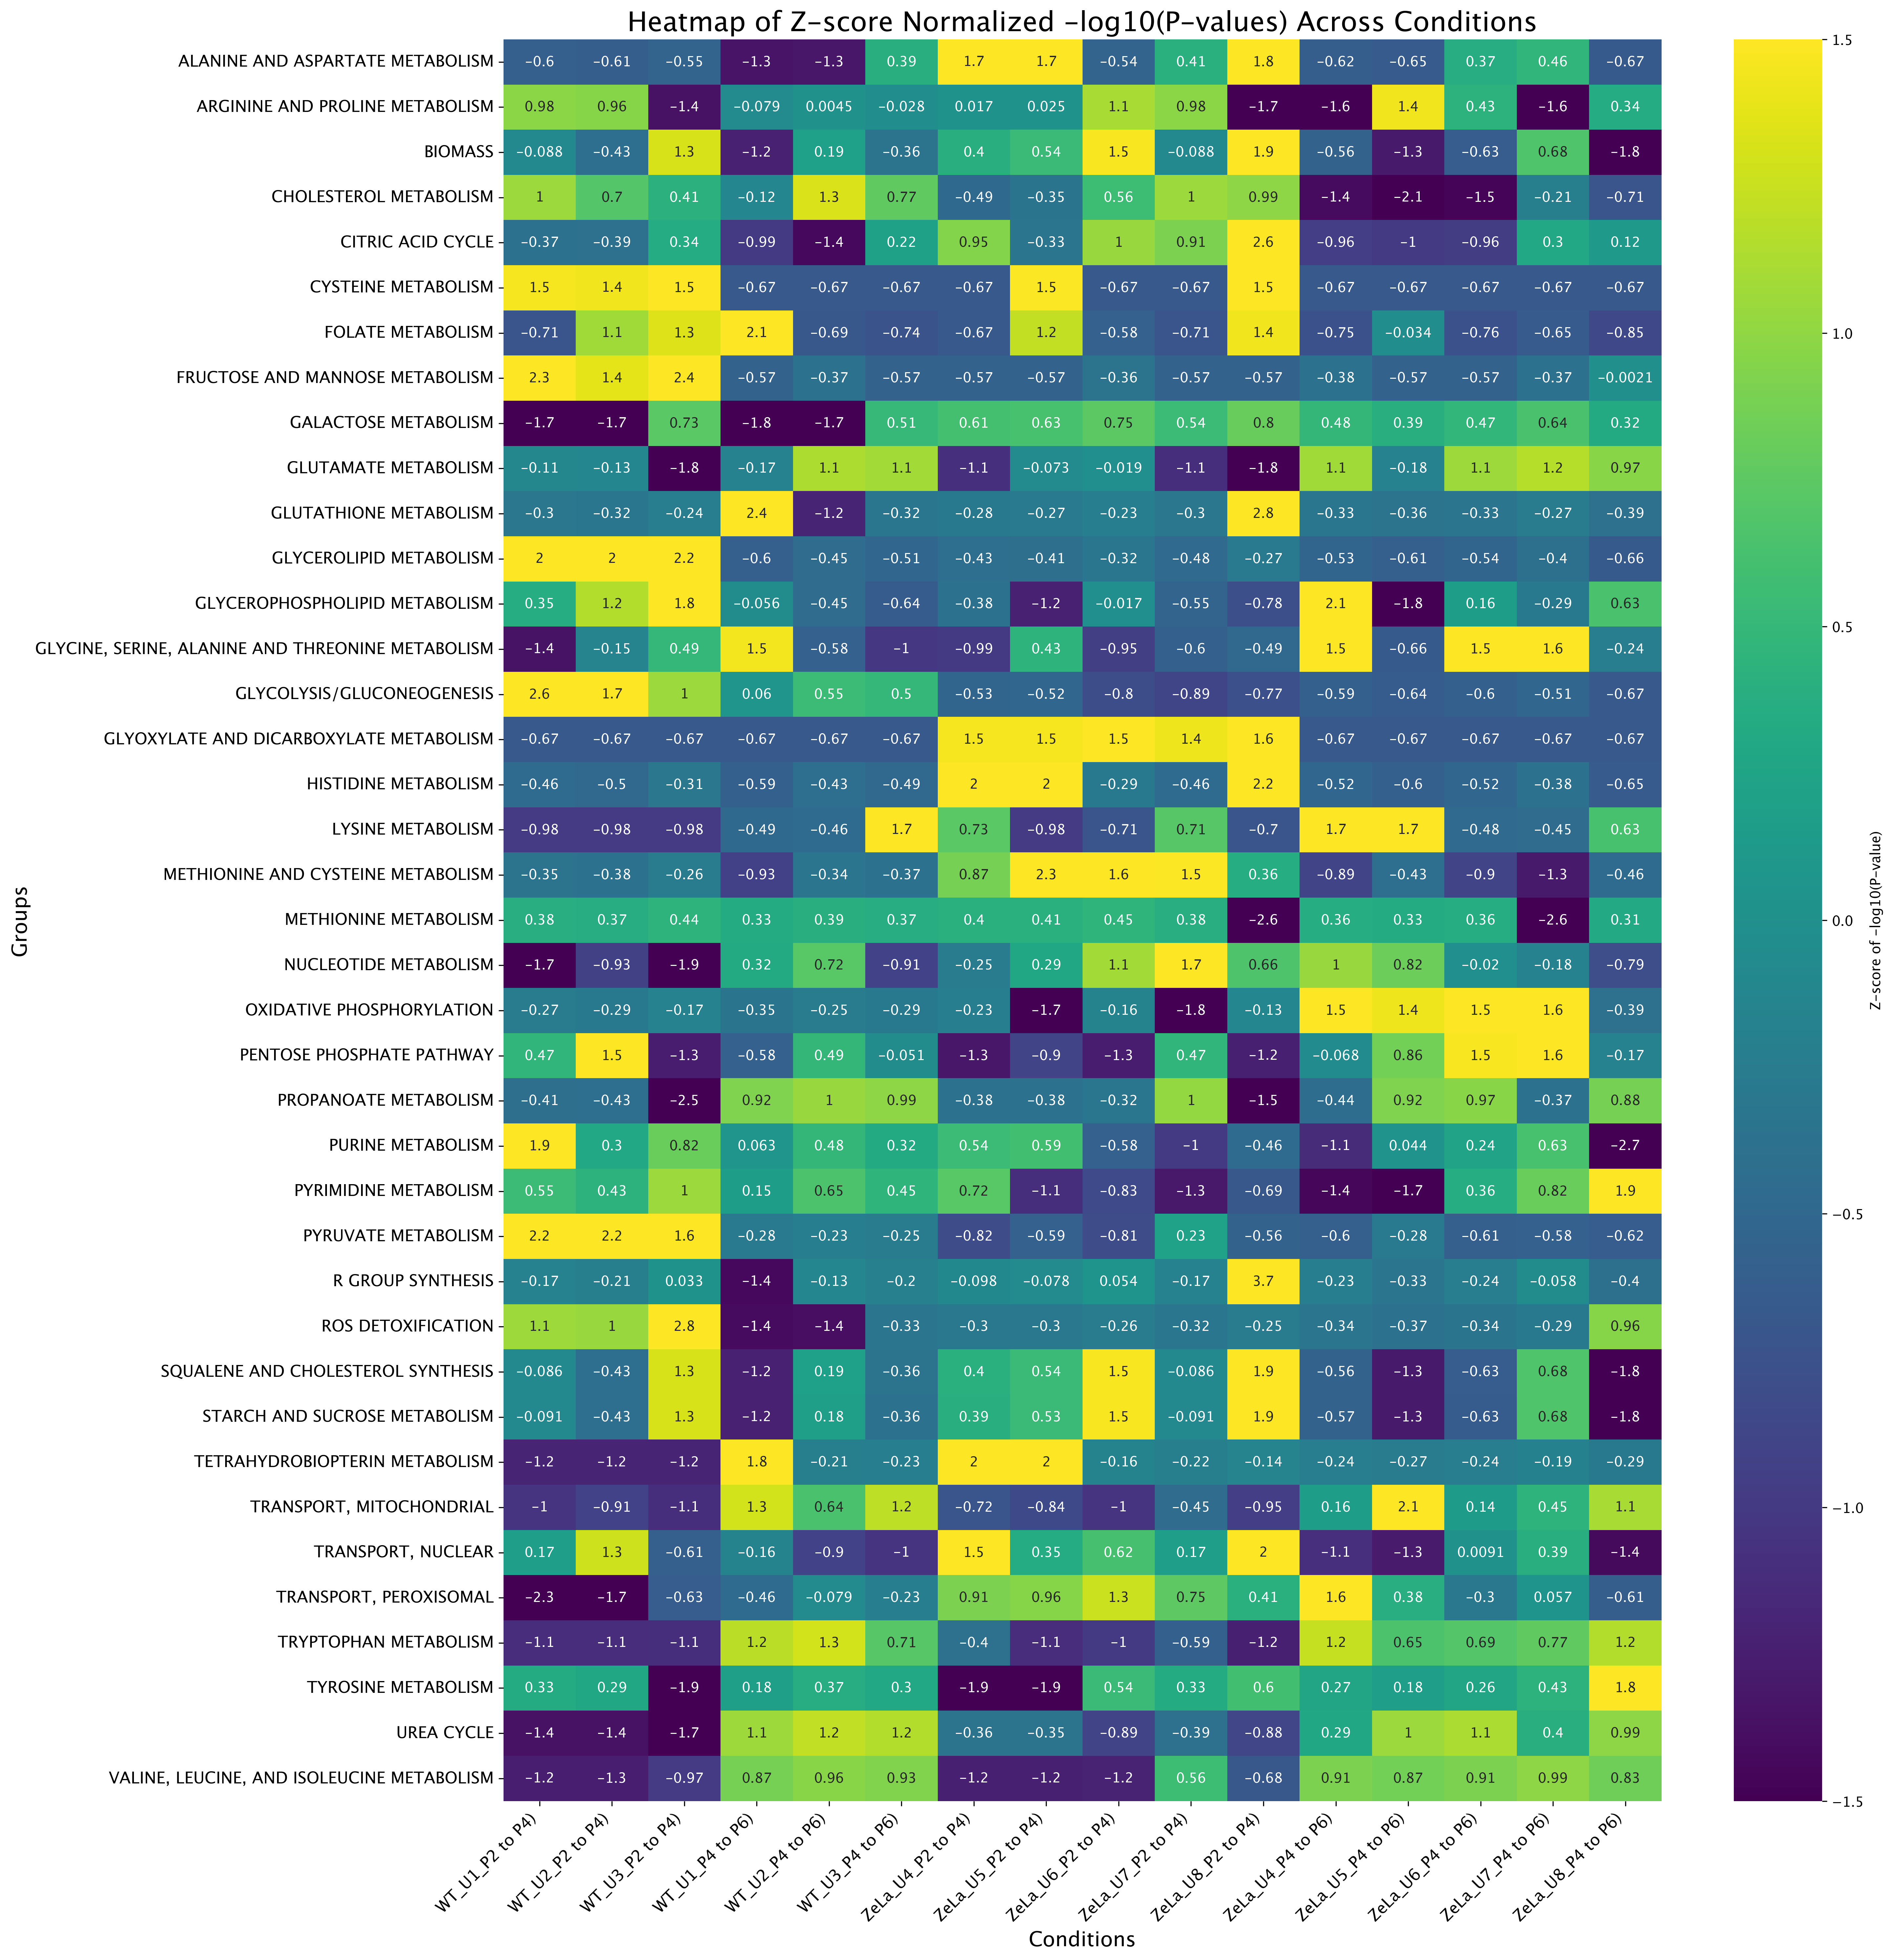 Heatmap of Z-score Normalized -log10(P-values) Across Conditions
ALANINE AND ASPARTATE METABOLISM −0.6 −0.61 −0.55 −1.3 −1.3 0.39 1.7 1.7 −0.54 0.41 1.8 −0.62 −0.65 0.37 0.46 −0.67
ARGININE AND PROLINE METABOLISM 0.98 0.96 −1.4 −0.079 0.0045 −0.028 0.017 0.025 1.1 0.98 −1.7 −1.6 1.4 0.43 −1.6 0.34
BIOMASS −0.088 −0.43 1.3 −1.2 0.19 −0.36 0.4 0.54 1.5 −0.088 1.9 −0.56 −1.3 −0.63 0.68 −1.8
CHOLESTEROL METABOLISM 1 0.7 0.41 −0.12 1.3 0.77 −0.49 −0.35 0.56 1 0.99 −1.4 −2.1 −1.5 −0.21 −0.71
CITRIC ACID CYCLE −0.37 −0.39 0.34 −0.99 −1.4 0.22 0.95 −0.33 1 0.91 2.6 −0.96 −1 −0.96 0.3 0.12
CYSTEINE METABOLISM 1.5 1.4 1.5 −0.67 −0.67 −0.67 −0.67 1.5 −0.67 −0.67 1.5 −0.67 −0.67 −0.67 −0.67 −0.67
FOLATE METABOLISM −0.71 1.1 1.3 2.1 −0.69 −0.74 −0.67 1.2 −0.58 −0.71 1.4 −0.75 −0.034 −0.76 −0.65 −0.85
FRUCTOSE AND MANNOSE METABOLISM 2.3 1.4 2.4 −0.57 −0.37 −0.57 −0.57 −0.57 −0.36 −0.57 −0.57 −0.38 −0.57 −0.57 −0.37 −0.0021
GALACTOSE METABOLISM −1.7 −1.7 0.73 −1.8 −1.7 0.51 0.61 0.63 0.75 0.54 0.8 0.48 0.39 0.47 0.64 0.32
GLUTAMATE METABOLISM −0.11 −0.13 −1.8 −0.17 1.1 1.1 −1.1 −0.073 −0.019 −1.1 −1.8 1.1 −0.18 1.1 1.2 0.97
GLUTATHIONE METABOLISM −0.3 −0.32 −0.24 2.4 −1.2 −0.32 −0.28 −0.27 −0.23 −0.3 2.8 −0.33 −0.36 −0.33 −0.27 −0.39
GLYCEROLIPID METABOLISM 2 2 2.2 −0.6 −0.45 −0.51 −0.43 −0.41 −0.32 −0.48 −0.27 −0.53 −0.61 −0.54 −0.4 −0.66
GLYCEROPHOSPHOLIPID METABOLISM 0.35 1.2 1.8 −0.056 −0.45 −0.64 −0.38 −1.2 −0.017 −0.55 −0.78 2.1 −1.8 0.16 −0.29 0.63
GLYCINE, SERINE, ALANINE AND THREONINE METABOLISM −1.4 −0.15 0.49 1.5 −0.58 −1 −0.99 0.43 −0.95 −0.6 −0.49 1.5 −0.66 1.5 1.6 −0.24
GLYCOLYSIS/GLUCONEOGENESIS 2.6 1.7 1 0.06 0.55 0.5 −0.53 −0.52 −0.8 −0.89 −0.77 −0.59 −0.64 −0.6 −0.51 −0.67
GLYOXYLATE AND DICARBOXYLATE METABOLISM −0.67 −0.67 −0.67 −0.67 −0.67 −0.67 1.5 1.5 1.5 1.4 1.6 −0.67 −0.67 −0.67 −0.67 −0.67
HISTIDINE METABOLISM −0.46 −0.5 −0.31 −0.59 −0.43 −0.49 2 2 −0.29 −0.46 2.2 −0.52 −0.6 −0.52 −0.38 −0.65
LYSINE METABOLISM −0.98 −0.98 −0.98 −0.49 −0.46 1.7 0.73 −0.98 −0.71 0.71 −0.7 1.7 1.7 −0.48 −0.45 0.63
METHIONINE AND CYSTEINE METABOLISM −0.35 −0.38 −0.26 −0.93 −0.34 −0.37 0.87 2.3 1.6 1.5 0.36 −0.89 −0.43 −0.9 −1.3 −0.46
METHIONINE METABOLISM 0.38 0.37 0.44 0.33 0.39 0.37 0.4 0.41 0.45 0.38 −2.6 0.36 0.33 0.36 −2.6 0.31
NUCLEOTIDE METABOLISM −1.7 −0.93 −1.9 0.32 0.72 −0.91 −0.25 0.29 1.1 1.7 0.66 1 0.82 −0.02 −0.18 −0.79
OXIDATIVE PHOSPHORYLATION −0.27 −0.29 −0.17 −0.35 −0.25 −0.29 −0.23 −1.7 −0.16 −1.8 −0.13 1.5 1.4 1.5 1.6 −0.39
PENTOSE PHOSPHATE PATHWAY 0.47 1.5 −1.3 −0.58 0.49 −0.051 −1.3 −0.9 −1.3 0.47 −1.2 −0.068 0.86 1.5 1.6 −0.17
PROPANOATE METABOLISM −0.41 −0.43 −2.5 0.92 1 0.99 −0.38 −0.38 −0.32 1 −1.5 −0.44 0.92 0.97 −0.37 0.88
PURINE METABOLISM 1.9 0.3 0.82 0.063 0.48 0.32 0.54 0.59 −0.58 −1 −0.46 −1.1 0.044 0.24 0.63 −2.7
PYRIMIDINE METABOLISM 0.55 0.43 1 0.15 0.65 0.45 0.72 −1.1 −0.83 −1.3 −0.69 −1.4 −1.7 0.36 0.82 1.9
PYRUVATE METABOLISM 2.2 2.2 1.6 −0.28 −0.23 −0.25 −0.82 −0.59 −0.81 0.23 −0.56 −0.6 −0.28 −0.61 −0.58 −0.62
R GROUP SYNTHESIS −0.17 −0.21 0.033 −1.4 −0.13 −0.2 −0.098 −0.078 0.054 −0.17 3.7 −0.23 −0.33 −0.24 −0.058 −0.4
ROS DETOXIFICATION 1.1 1 2.8 −1.4 −1.4 −0.33 −0.3 −0.3 −0.26 −0.32 −0.25 −0.34 −0.37 −0.34 −0.29 0.96
SQUALENE AND CHOLESTEROL SYNTHESIS −0.086 −0.43 1.3 −1.2 0.19 −0.36 0.4 0.54 1.5 −0.086 1.9 −0.56 −1.3 −0.63 0.68 −1.8
STARCH AND SUCROSE METABOLISM −0.091 −0.43 1.3 −1.2 0.18 −0.36 0.39 0.53 1.5 −0.091 1.9 −0.57 −1.3 −0.63 0.68 −1.8
TETRAHYDROBIOPTERIN METABOLISM −1.2 −1.2 −1.2 1.8 −0.21 −0.23 2 2 −0.16 −0.22 −0.14 −0.24 −0.27 −0.24 −0.19 −0.29
TRANSPORT, MITOCHONDRIAL −1 −0.91 −1.1 1.3 0.64 1.2 −0.72 −0.84 −1 −0.45 −0.95 0.16 2.1 0.14 0.45 1.1
TRANSPORT, NUCLEAR 0.17 1.3 −0.61 −0.16 −0.9 −1 1.5 0.35 0.62 0.17 2 −1.1 −1.3 0.0091 0.39 −1.4
TRANSPORT, PEROXISOMAL −2.3 −1.7 −0.63 −0.46 −0.079 −0.23 0.91 0.96 1.3 0.75 0.41 1.6 0.38 −0.3 0.057 −0.61
TRYPTOPHAN METABOLISM −1.1 −1.1 −1.1 1.2 1.3 0.71 −0.4 −1.1 −1 −0.59 −1.2 1.2 0.65 0.69 0.77 1.2
TYROSINE METABOLISM 0.33 0.29 −1.9 0.18 0.37 0.3 −1.9 −1.9 0.54 0.33 0.6 0.27 0.18 0.26 0.43 1.8
UREA CYCLE −1.4 −1.4 −1.7 1.1 1.2 1.2 −0.36 −0.35 −0.89 −0.39 −0.88 0.29 1 1.1 0.4 0.99
VALINE, LEUCINE, AND ISOLEUCINE METABOLISM −1.2 −1.3 −0.97 0.87 0.96 0.93 −1.2 −1.2 −1.2 0.56 −0.68 0.91 0.87 0.91 0.99 0.83
WT_U1_P2 to P4)
WT_U2_P2 to P4)
WT_U3_P2 to P4)
WT_U1_P4 to P6)
WT_U2_P4 to P6)
WT_U3_P4 to P6)
ZeLa_U4_P2 to P4)
ZeLa_U5_P2 to P4)
ZeLa_U6_P2 to P4)
ZeLa_U7_P2 to P4)
ZeLa_U8_P2 to P4)
ZeLa_U4_P4 to P6)
ZeLa_U5_P4 to P6)
ZeLa_U6_P4 to P6)
ZeLa_U7_P4 to P6)
ZeLa_U8_P4 to P6)
Conditions
Groups
1.5
1.0
0.5
0.0
−0.5
−1.0
−1.5
Z-score of -log10(P-value)